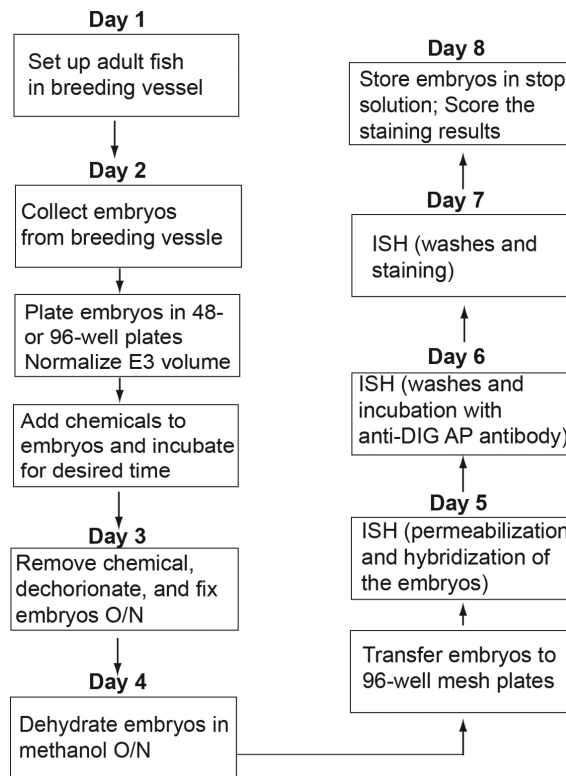 Day 1
Set up adult fish
in breeding vessel
Day 2
Collect embryos
from breeding vessle
Plate embryos in 48-
or 96-well plates
Normalize E3 volume
Add chemicals to
embryos and incubate
for desired time
Day 3
Remove chemical,
dechorionate, and fix
embryos O/N
Day 4
Dehydrate embryos in
methanol O/N
Transfer embryos to
96-well mesh plates
Day 5
ISH (permeabilization
and hybridization of
the embryos)
Day 6
ISH (washes and
incubation with
anti-DIG AP antibody)
Day 7
ISH (washes and
staining)
Day 8
Store embryos in stop
solution; Score the
staining results